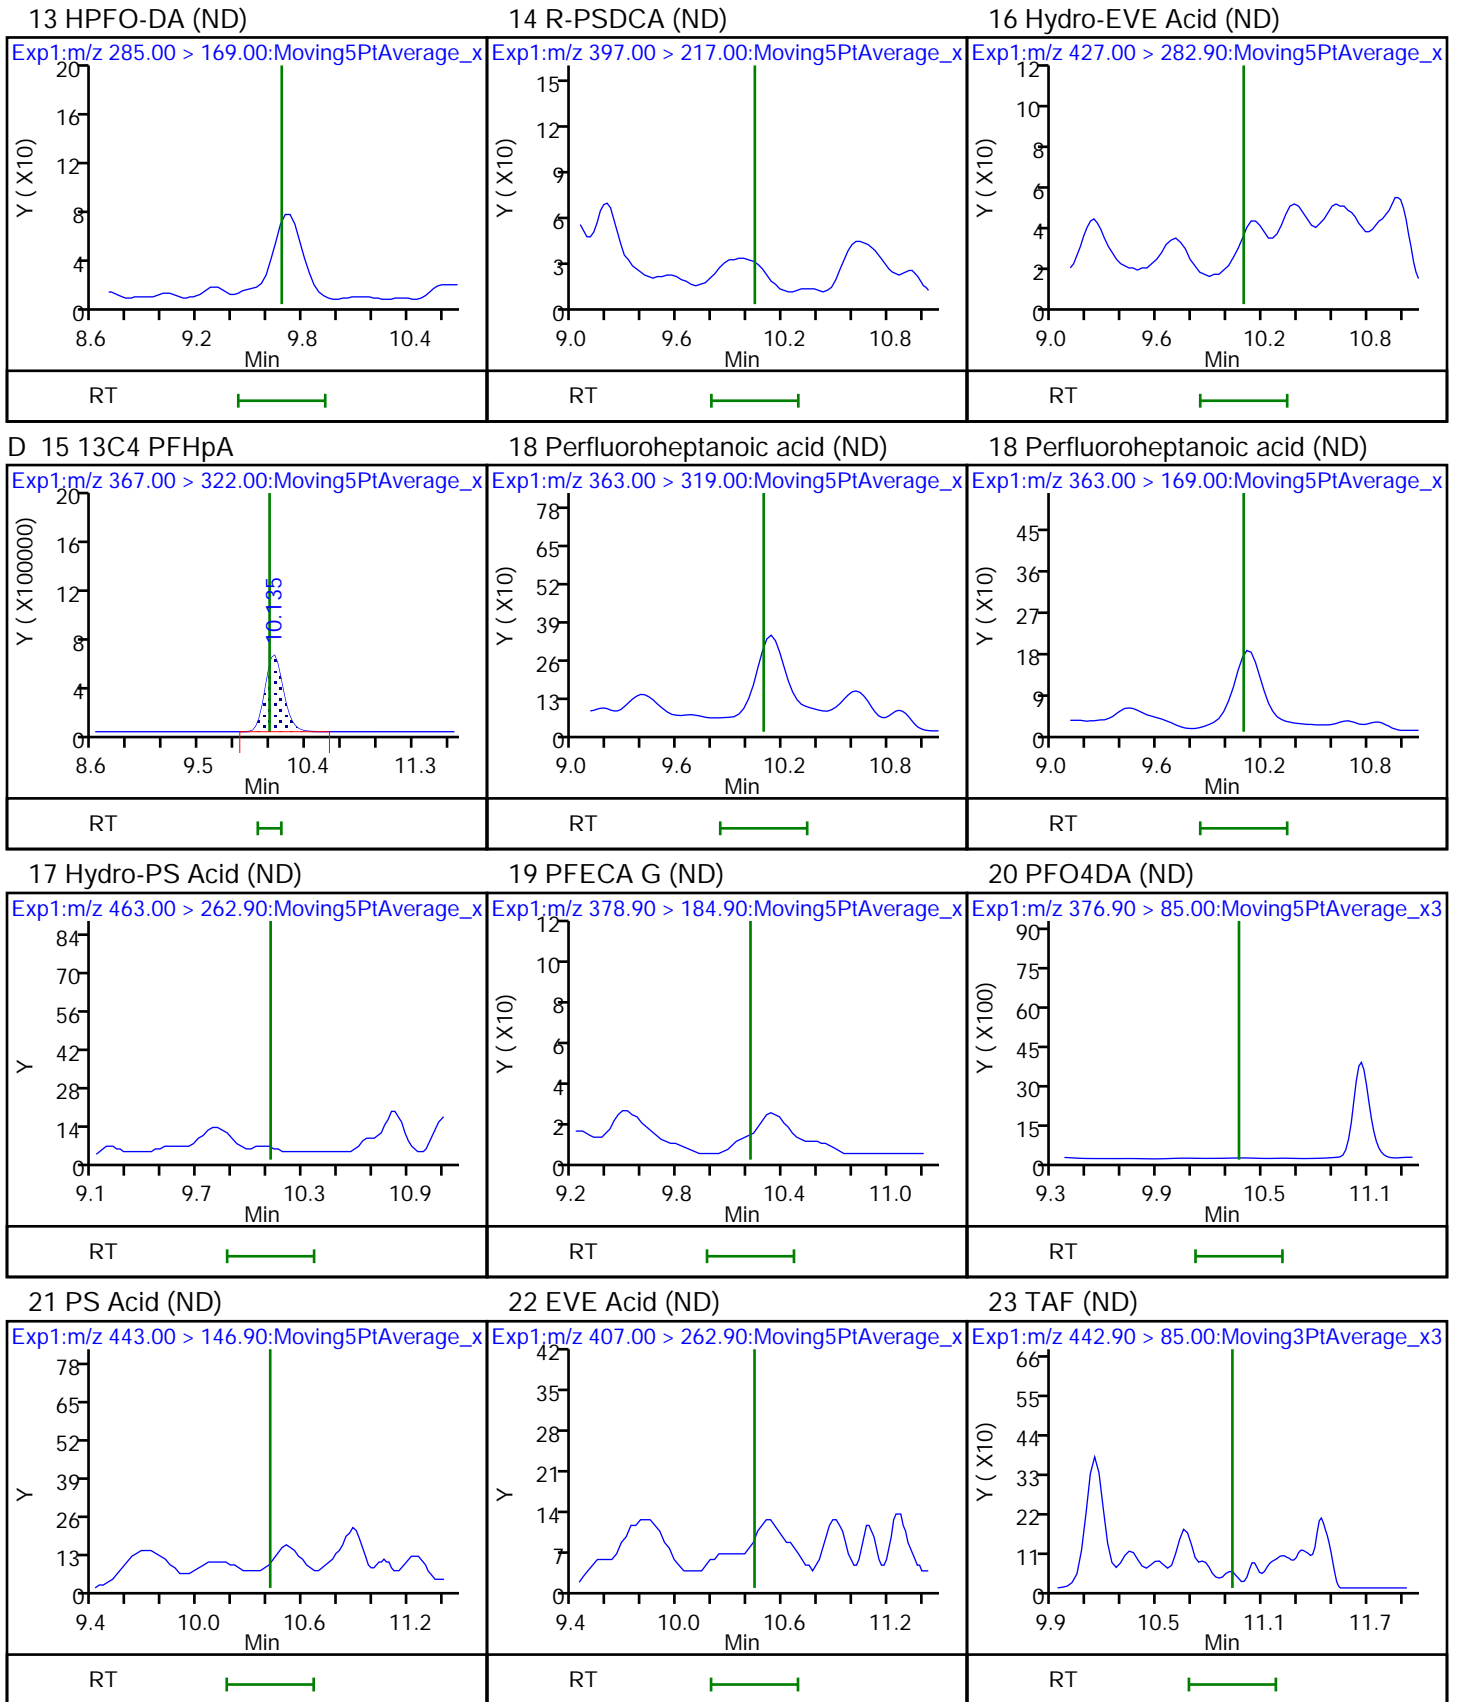 13 HPFO-DA (ND)
Exp1:m/z 285.00 > 169.00:Moving5PtAverage_x
Y ( X10)
20
16
12
8
4
0
8.6 9.2 9.8 10.4
Min
RT
14 R-PSDCA (ND)
Exp1:m/z 397.00 > 217.00:Moving5PtAverage_x
Y ( X10)
15
12
9
6
3
0
9.0 9.6 10.2 10.8
Min
RT
16 Hydro-EVE Acid (ND)
Exp1:m/z 427.00 > 282.90:Moving5PtAverage_x
Y ( X10)
12
10
8
6
4
2
0
9.0 9.6 10.2 10.8
Min
RT
D 15 13C4 PFHpA
Exp1:m/z 367.00 > 322.00:Moving5PtAverage_x
Y ( X100000)
20
16
12
8
4
0
10.135
8.6 9.5 10.4 11.3
Min
RT
18 Perfluoroheptanoic acid (ND)
Exp1:m/z 363.00 > 319.00:Moving5PtAverage_x
Y ( X10)
78
65
52
39
26
13
0
9.0 9.6 10.2 10.8
Min
RT
18 Perfluoroheptanoic acid (ND)
Exp1:m/z 363.00 > 169.00:Moving5PtAverage_x
Y ( X10)
45
36
27
18
9
0
9.0 9.6 10.2 10.8
Min
RT
17 Hydro-PS Acid (ND)
Exp1:m/z 463.00 > 262.90:Moving5PtAverage_x
Y
84
70
56
42
28
14
0
9.1 9.7 10.3 10.9
Min
RT
19 PFECA G (ND)
Exp1:m/z 378.90 > 184.90:Moving5PtAverage_x
Y ( X10)
12
10
8
6
4
2
0
9.2 9.8 10.4 11.0
Min
RT
20 PFO4DA (ND)
Exp1:m/z 376.90 > 85.00:Moving5PtAverage_x3
Y ( X100)
90
75
60
45
30
15
0
9.3 9.9 10.5 11.1
Min
RT
21 PS Acid (ND)
Exp1:m/z 443.00 > 146.90:Moving5PtAverage_x
Y
78
65
52
39
26
13
0
9.4 10.0 10.6 11.2
Min
RT
22 EVE Acid (ND)
Exp1:m/z 407.00 > 262.90:Moving5PtAverage_x
Y
42
35
28
21
14
7
0
9.4 10.0 10.6 11.2
Min
RT
23 TAF (ND)
Exp1:m/z 442.90 > 85.00:Moving3PtAverage_x3
Y ( X10)
66
55
44
33
22
11
0
9.9 10.5 11.1 11.7
Min
RT